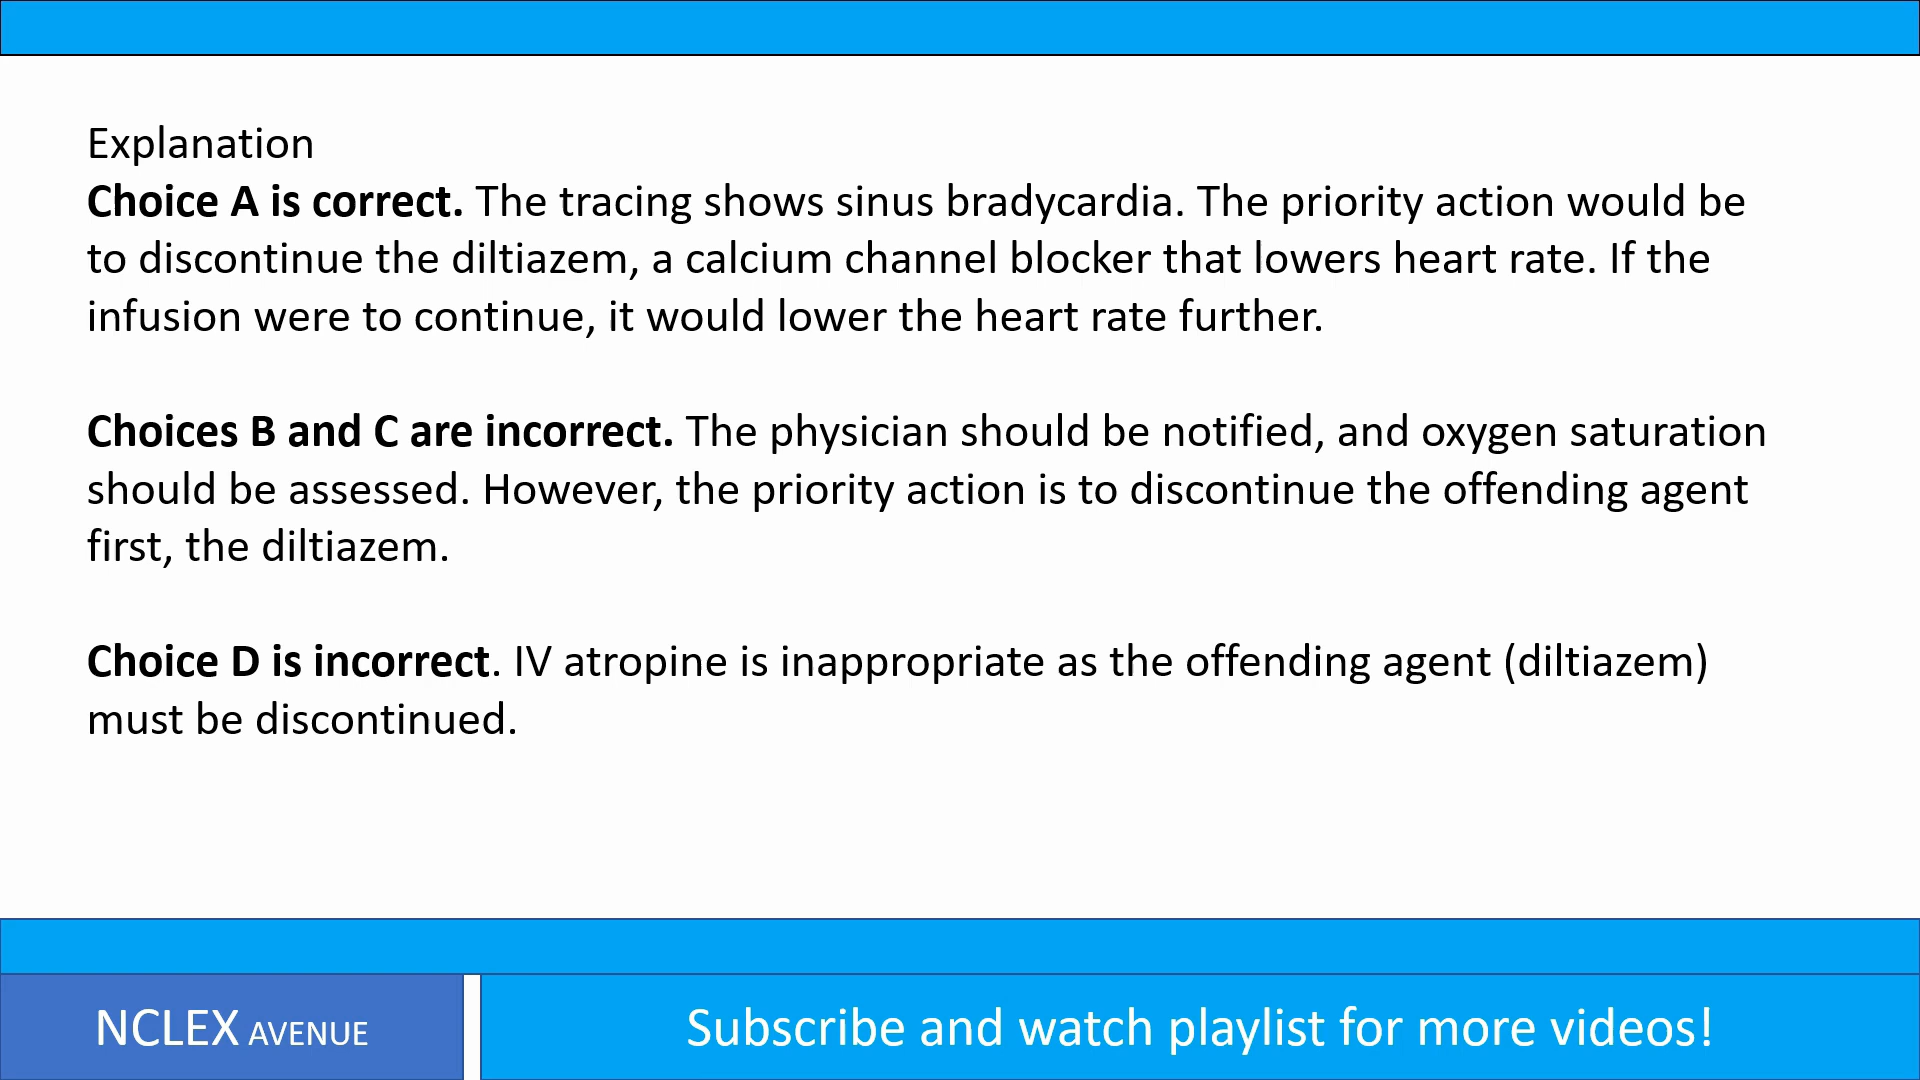 Explanation
Choice A is correct. The tracing shows sinus bradycardia. The priority action would be
to discontinue the diltiazem, a calcium channel blocker that lowers heart rate. If the
infusion were to continue, it would lower the heart rate further.
Choices B and C are incorrect. The physician should be notified, and oxygen saturation
should be assessed. However, the priority action is to discontinue the offending agent
first, the diltiazem.
Choice D is incorrect. IV atropine is inappropriate as the offending agent (diltiazem)
must be discontinued.
NCLEX AVENUE
Subscribe and watch playlist for more videos!